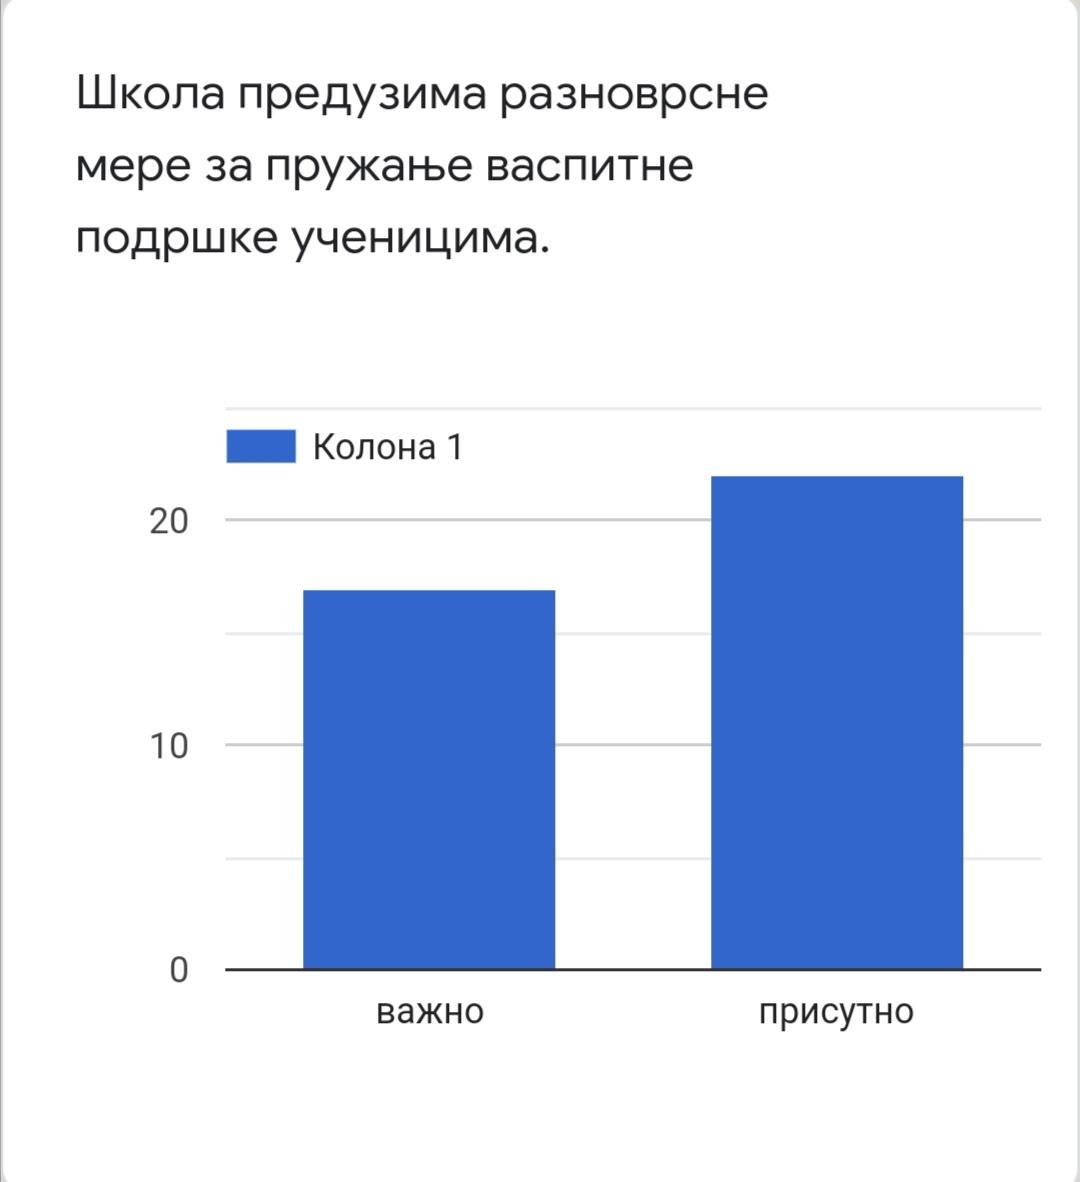 Школа предузима разноврсне
мере за пружање васпитне
подршке ученицима.
Колона 1
20
10
0
важно
присутно